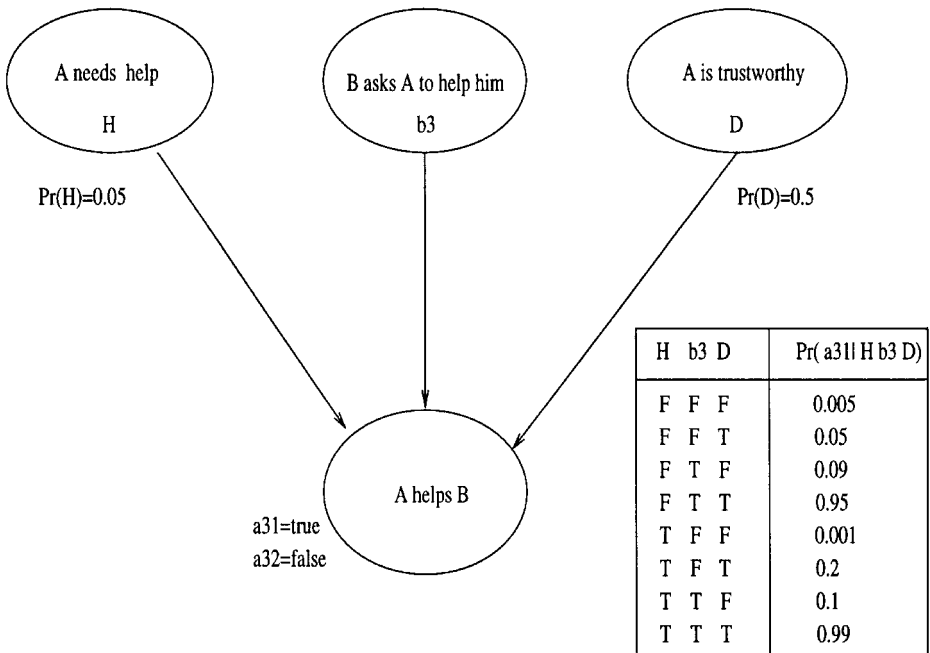 A needs help
H
B asks A to help him
b3
A is trustworthy
D
Pr(H)=0.05
Pr(D)=0.5
A helps B
a31=true
a32=false
H b3 D Pr( a31| H b3 D)
F F F 0.005
F F T 0.05
F T F 0.09
F T T 0.95
T F F 0.001
T F T 0.2
T T F 0.1
T T T 0.99